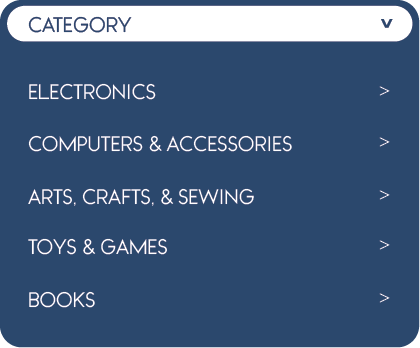 CATEGORY v
ELECTRONICS >
COMPUTERS & ACCESSORIES >
ARTS, CRAFTS, & SEWING >
TOYS & GAMES >
BOOKS >